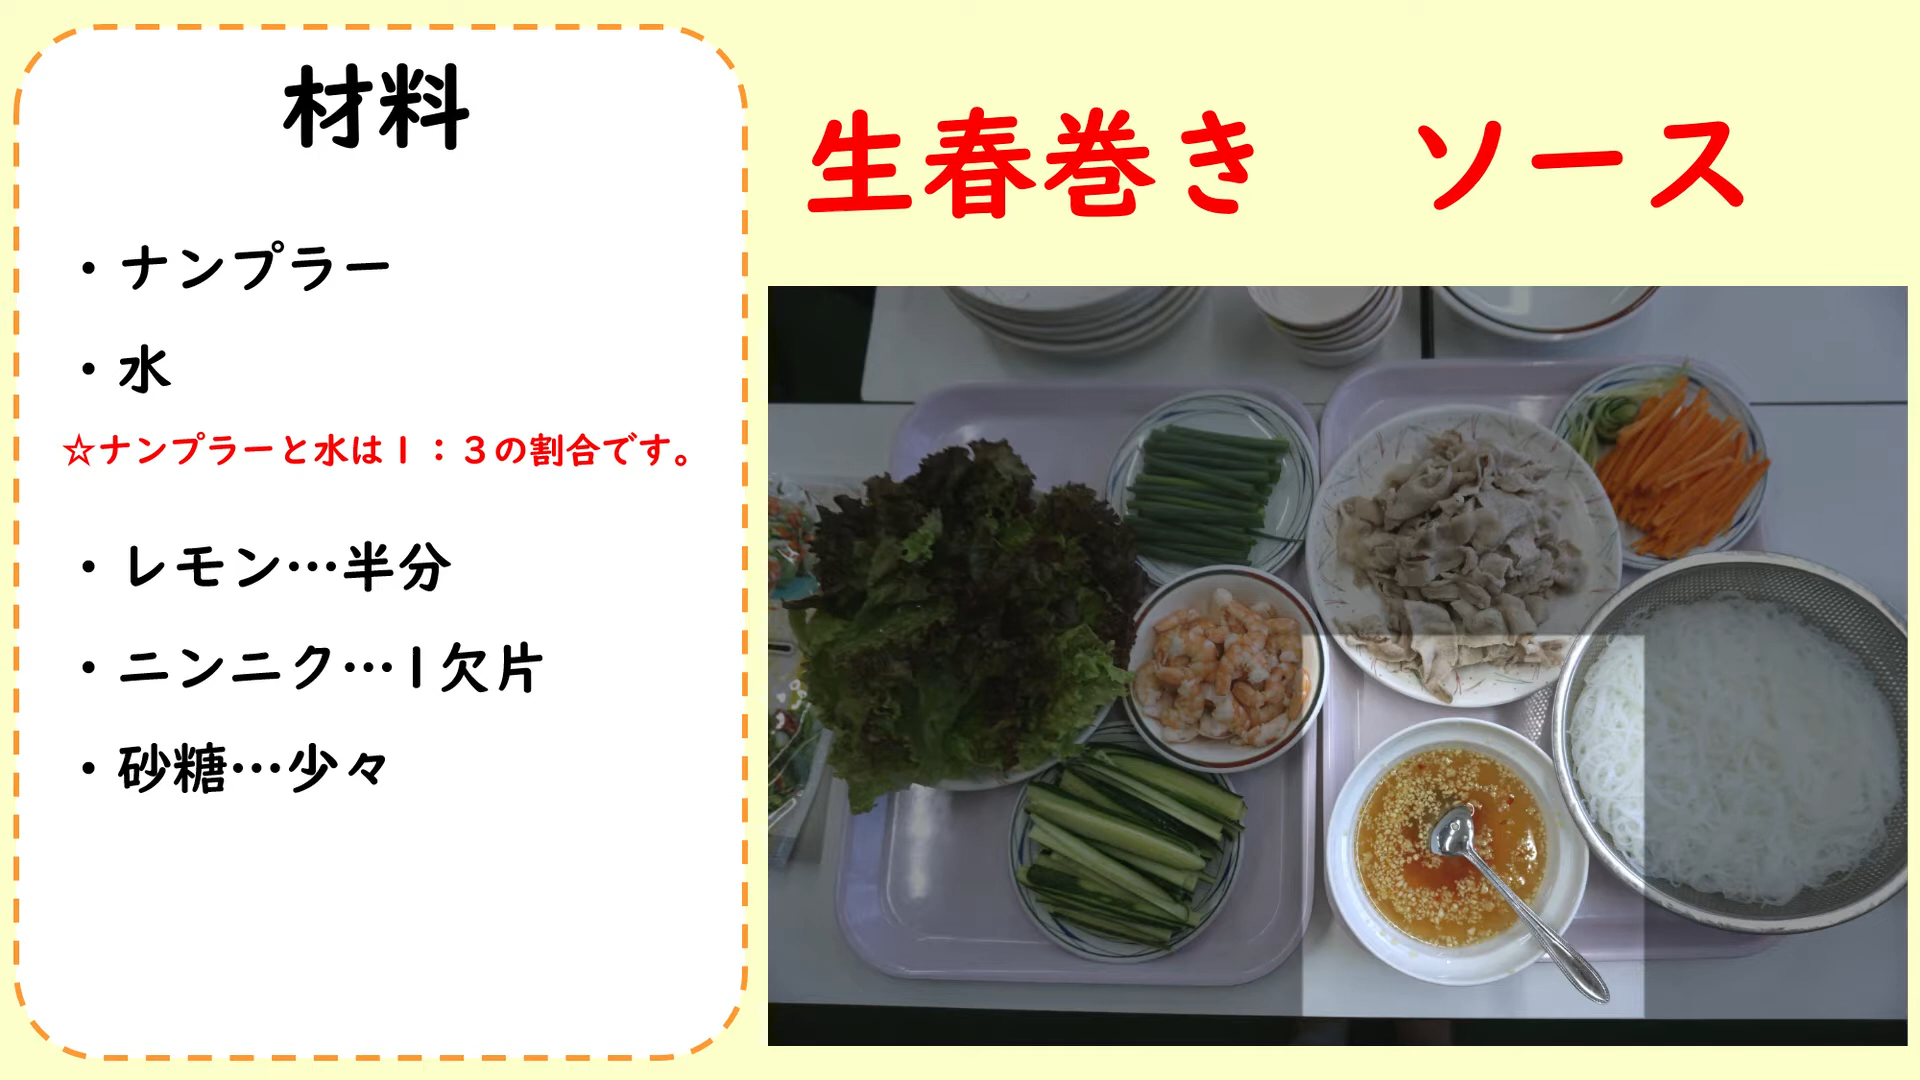 材料
・ナンプラー
・水
☆ナンプラーと水は1：3の割合です。
・レモン…半分
・ニンニク…1欠片
・砂糖…少々
生春巻き　ソース